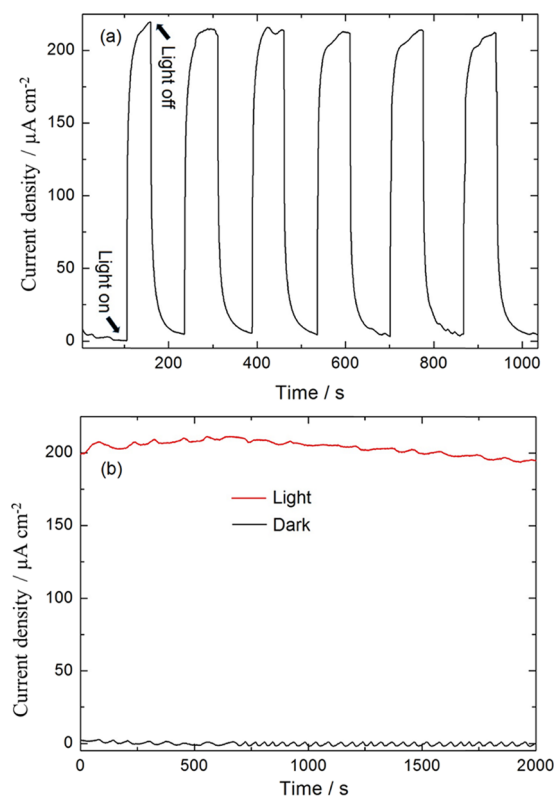 (a)
Light off
Light on
Current density / μA cm⁻²
200
150
100
50
0
200
400
600
800
1000
Time / s
(b)
Light
Dark
Current density / μA cm⁻²
200
150
100
50
0
0
500
1000
1500
2000
Time / s